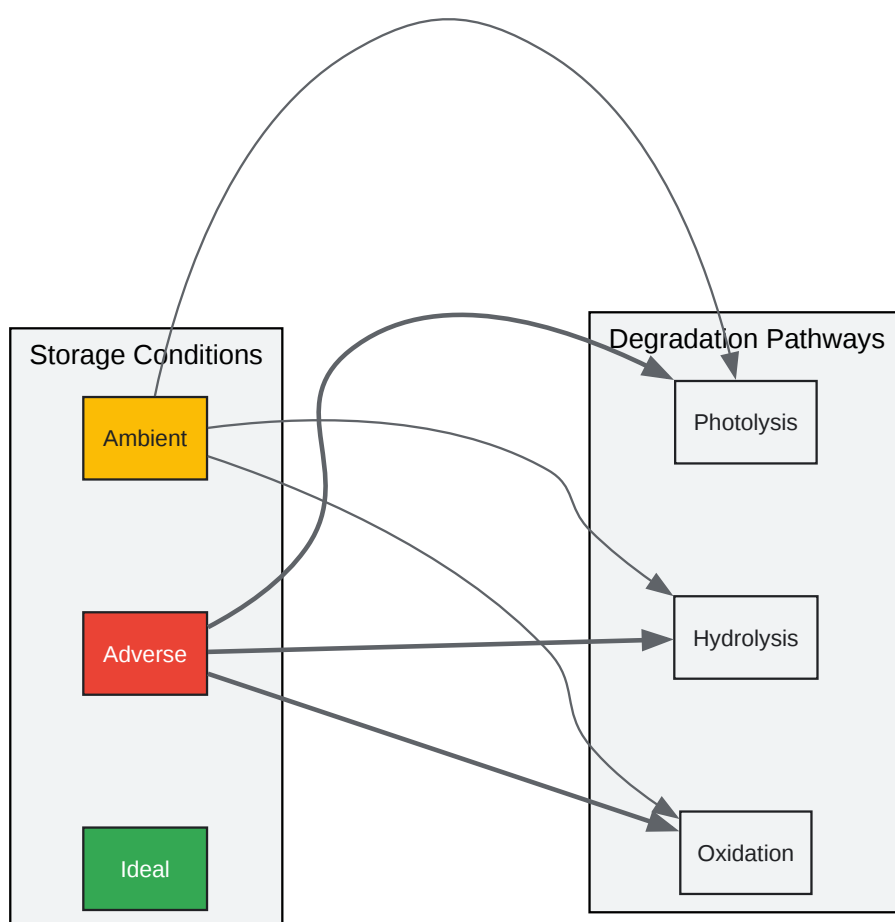 Storage Conditions
Ambient
Adverse
Ideal
Degradation Pathways
Photolysis
Hydrolysis
Oxidation